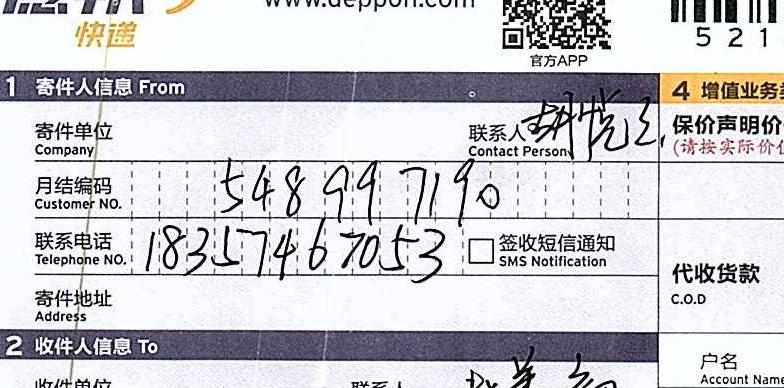 快递
www.deppon.com
官方APP
5 2 1
1 寄件人信息 From
4 增值业务
寄件单位
Company
联系人 胡悦
Contact Person
保价声明价
(请按实际价
月结编码 548997190
Customer NO.
联系电话 18357467053
Telephone NO.
签收短信通知
SMS Notification
代收货款
C.O.D
寄件地址
Address
2 收件人信息 To
户名
Account Name
收件单位
联系人